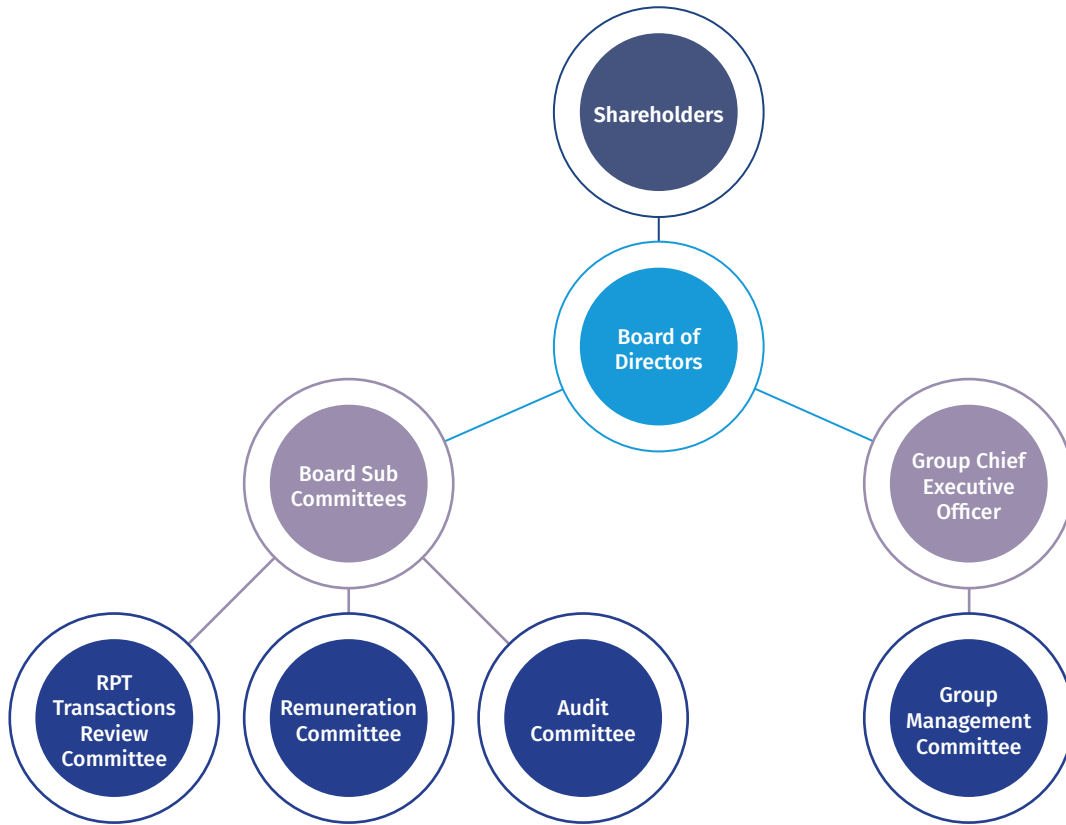 Shareholders
Board of
Directors
Board Sub
Committees
Group Chief
Executive
Officer
RPT
Transactions
Review
Committee
Remuneration
Committee
Audit
Committee
Group
Management
Committee